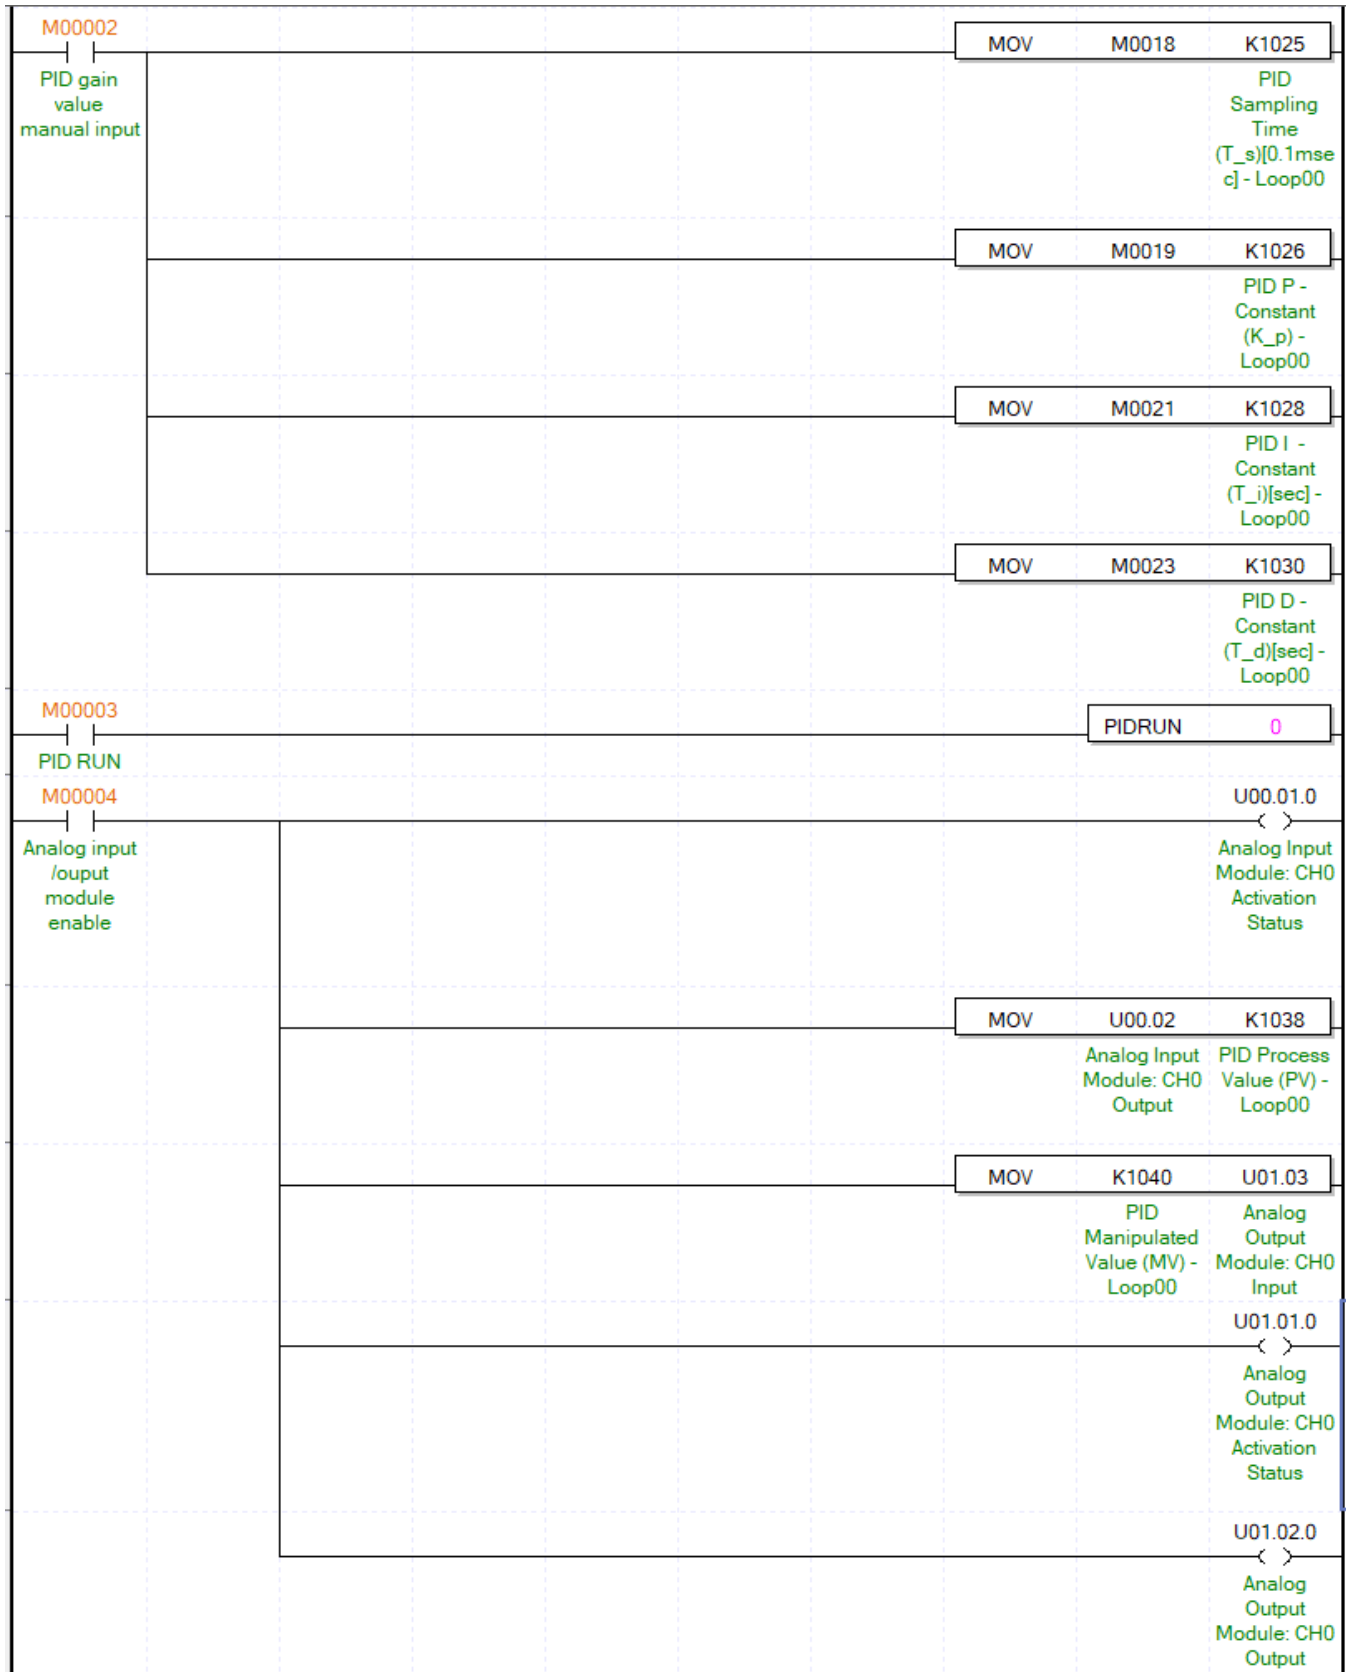 M00002
MOV M0018 K1025
PID gain
value
manual input
PID
Sampling
Time
(T_s)[0.1mse
c] - Loop00
MOV M0019 K1026
PID P -
Constant
(K_p) -
Loop00
MOV M0021 K1028
PID I -
Constant
(T_i)[sec] -
Loop00
MOV M0023 K1030
PID D -
Constant
(T_d)[sec] -
Loop00
M00003
PIDRUN 0
PID RUN
M00004
U00.01.0
Analog input
/ouput
module
enable
Analog Input
Module: CH0
Activation
Status
MOV U00.02 K1038
Analog Input
Module: CH0
Output
PID Process
Value (PV) -
Loop00
MOV K1040 U01.03
PID
Manipulated
Value (MV) -
Loop00
Analog
Output
Module: CH0
Input
U01.01.0
Analog
Output
Module: CH0
Activation
Status
U01.02.0
Analog
Output
Module: CH0
Output